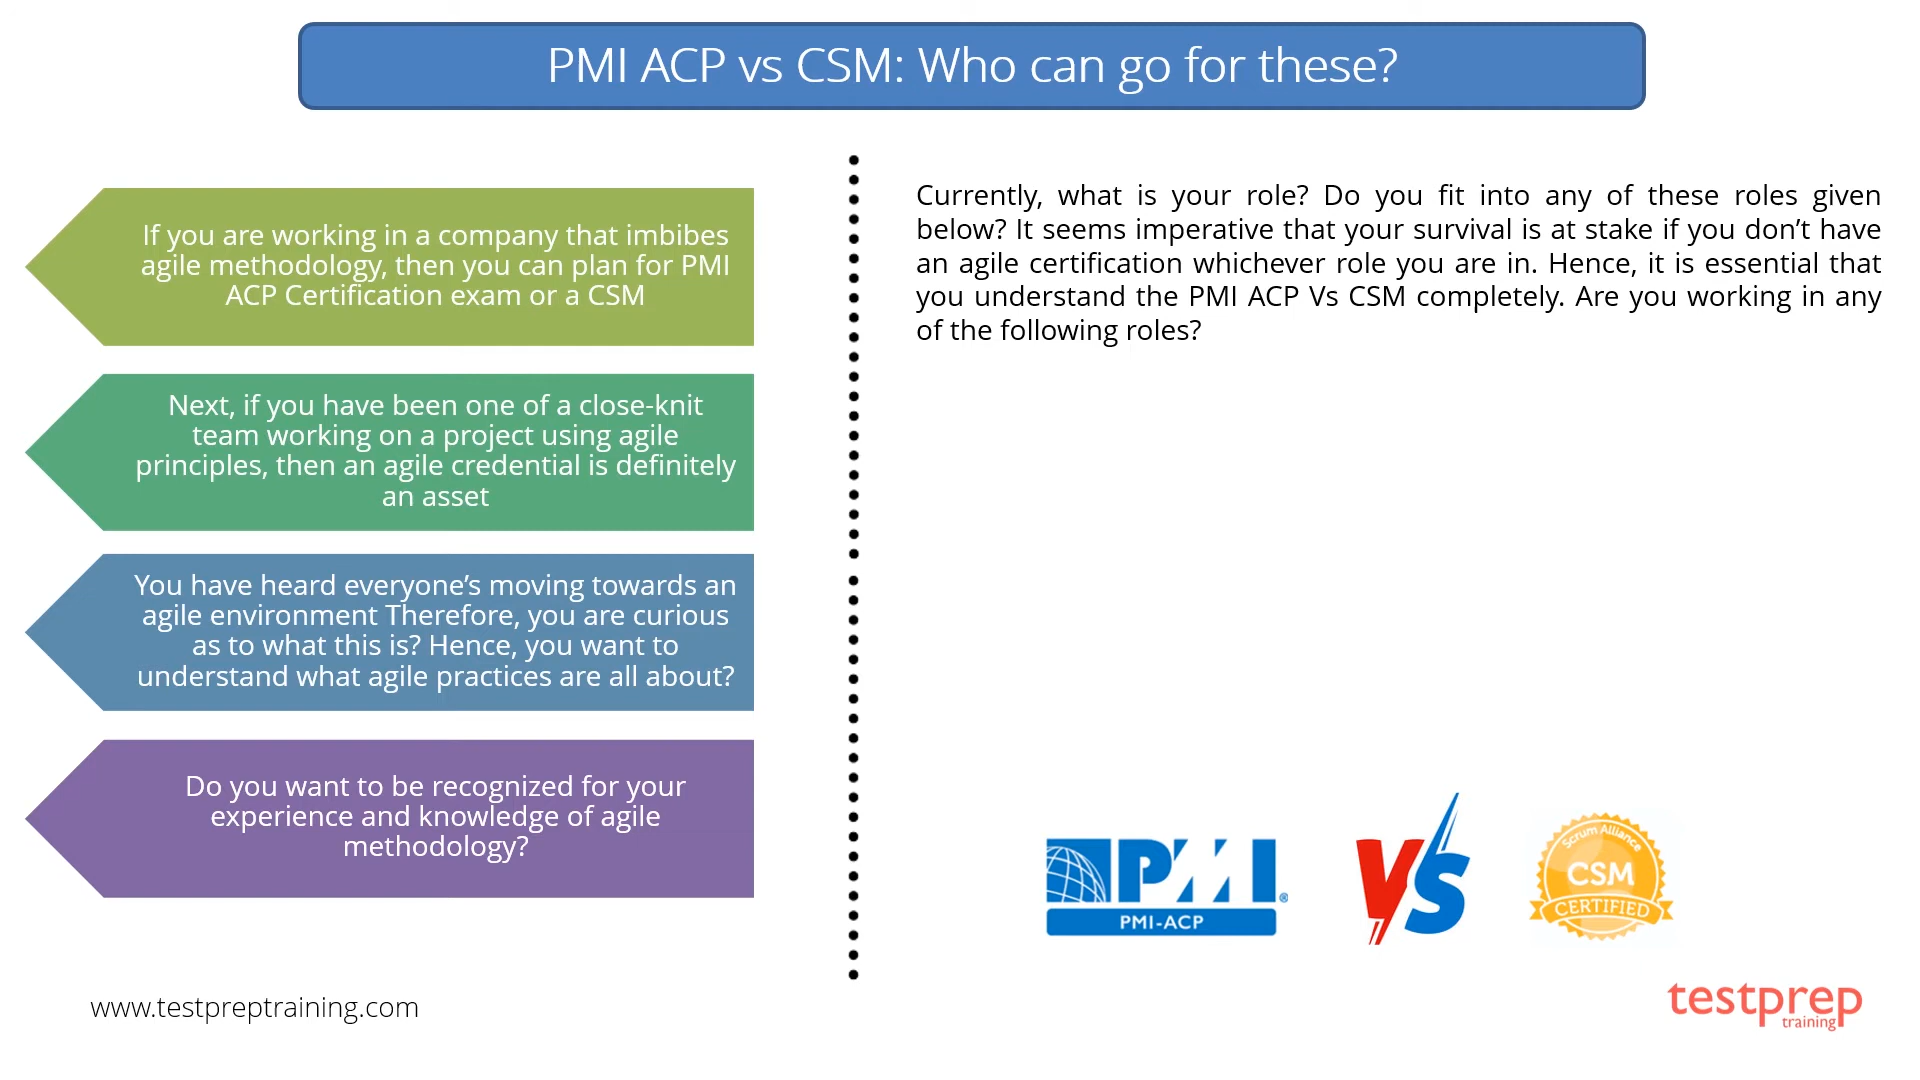 PMI ACP vs CSM: Who can go for these?
If you are working in a company that imbibes
agile methodology, then you can plan for PMI
ACP Certification exam or a CSM
Next, if you have been one of a close-knit
team working on a project using agile
principles, then an agile credential is definitely
an asset
You have heard everyone’s moving towards an
agile environment Therefore, you are curious
as to what this is? Hence, you want to
understand what agile practices are all about?
Do you want to be recognized for your
experience and knowledge of agile
methodology?
Currently, what is your role? Do you fit into any of these roles given
below? It seems imperative that your survival is at stake if you don’t have
an agile certification whichever role you are in. Hence, it is essential that
you understand the PMI ACP Vs CSM completely. Are you working in any
of the following roles?
PMI®
PMI-ACP
VS
Scrum Alliance
CSM
CERTIFIED
www.testpreptraining.com
testprep
training